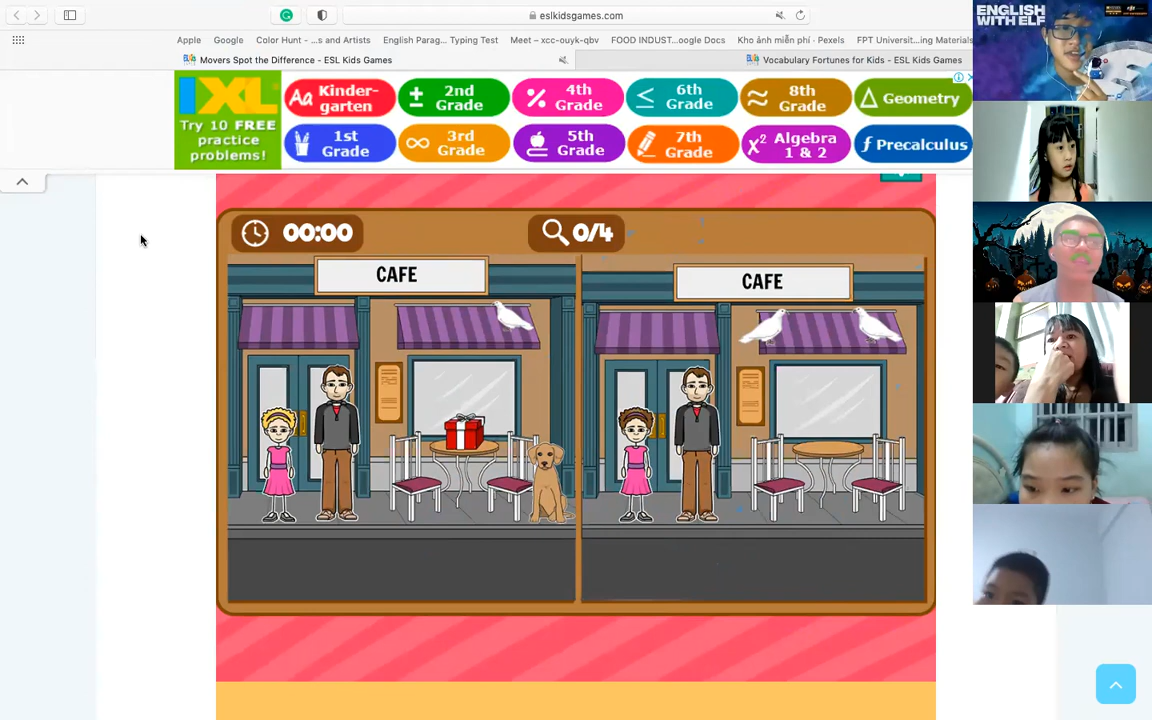 eslkidsgames.com
Apple Google Color Hunt - ...s and Artists English Parag... Typing Test Meet – xcc-ouyk-qbv FOOD INDUST...oogle Docs Kho ảnh miễn phí · Pexels FPT Universit...ing Materials
Movers Spot the Difference - ESL Kids Games
Vocabulary Fortunes for Kids - ESL Kids Games
IXL
Try 10 FREE
practice
problems!
Aa Kinder-
garten
± 2nd
Grade
% 4th
Grade
≤ 6th
Grade
≈ 8th
Grade
Δ Geometry
1st
Grade
∞ 3rd
Grade
5th
Grade
7th
Grade
x² Algebra
1 & 2
f Precalculus
00:00
0/4
CAFE
CAFE
ENGLISH
WITH ELF